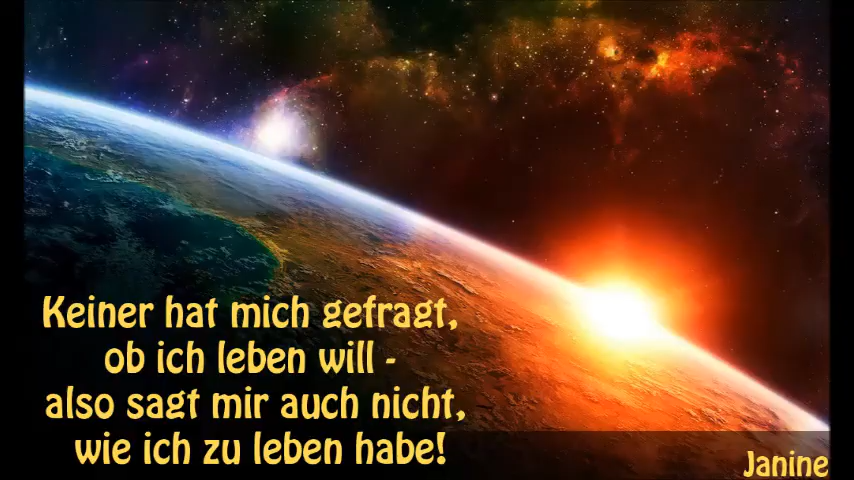 Keiner hat mich gefragt,
ob ich leben will -
also sagt mir auch nicht,
wie ich zu leben habe!
Janine